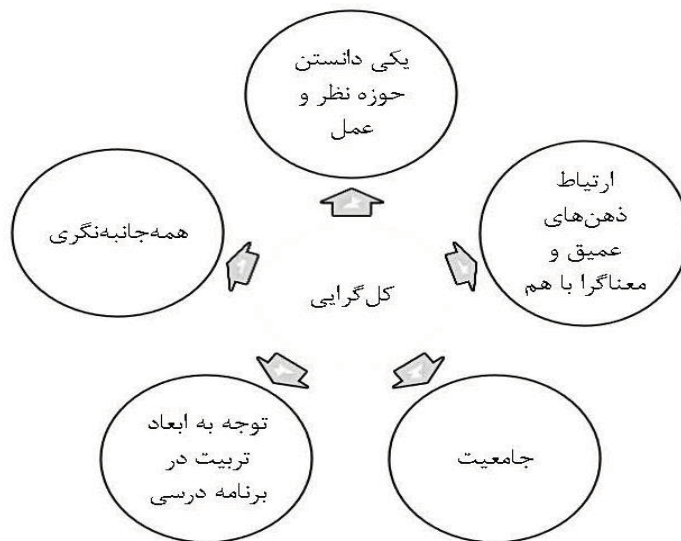 یکی دانستن
حوزه نظر و
عمل
ارتباط
ذهن‌های
عمیق و
معناگرا با هم
همه‌جانبه‌نگری
کل‌گرایی
توجه به ابعاد
تربیت در
برنامه درسی
جامعیت